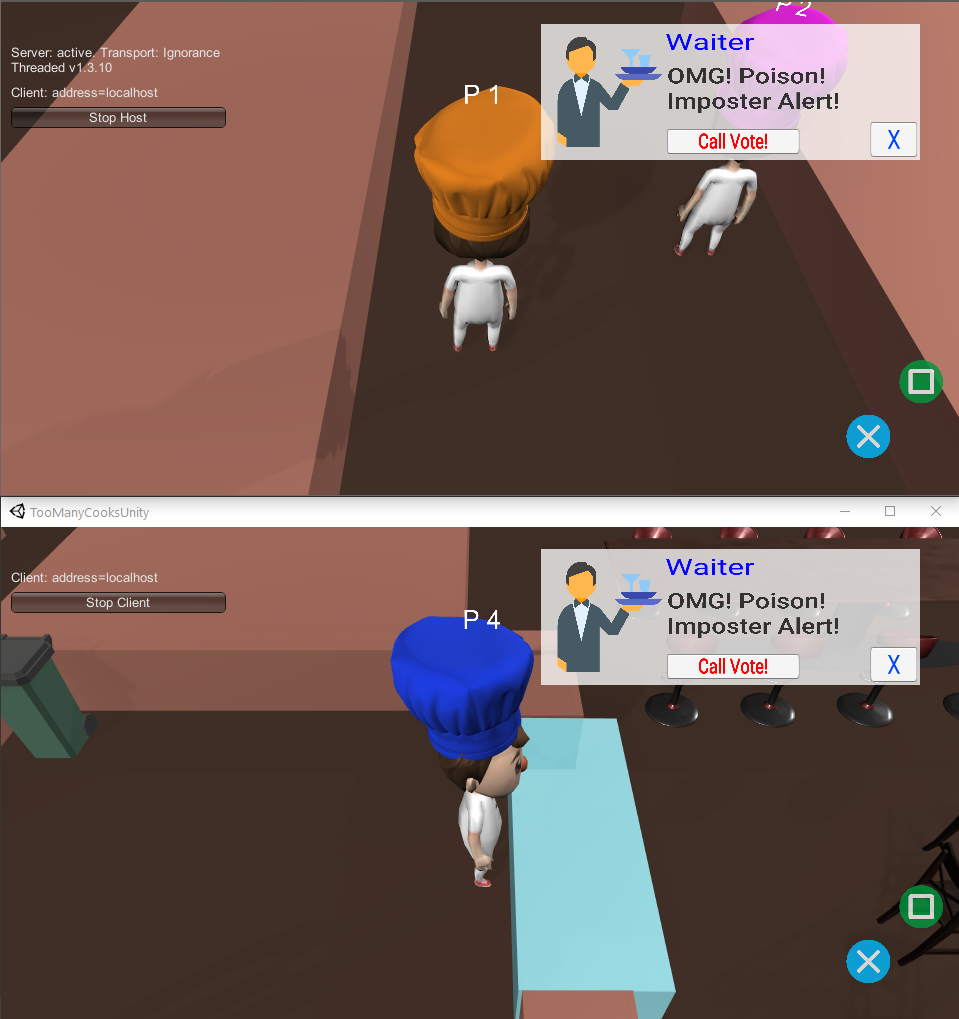 P 2
Waiter
Server: active. Transport: Ignorance
Threaded v1.3.10
OMG! Poison!
Imposter Alert!
Client: address=localhost
P 1
Stop Host
Call Vote!
X
TooManyCooksUnity
Waiter
Client: address=localhost
Stop Client
OMG! Poison!
Imposter Alert!
P 4
Call Vote!
X